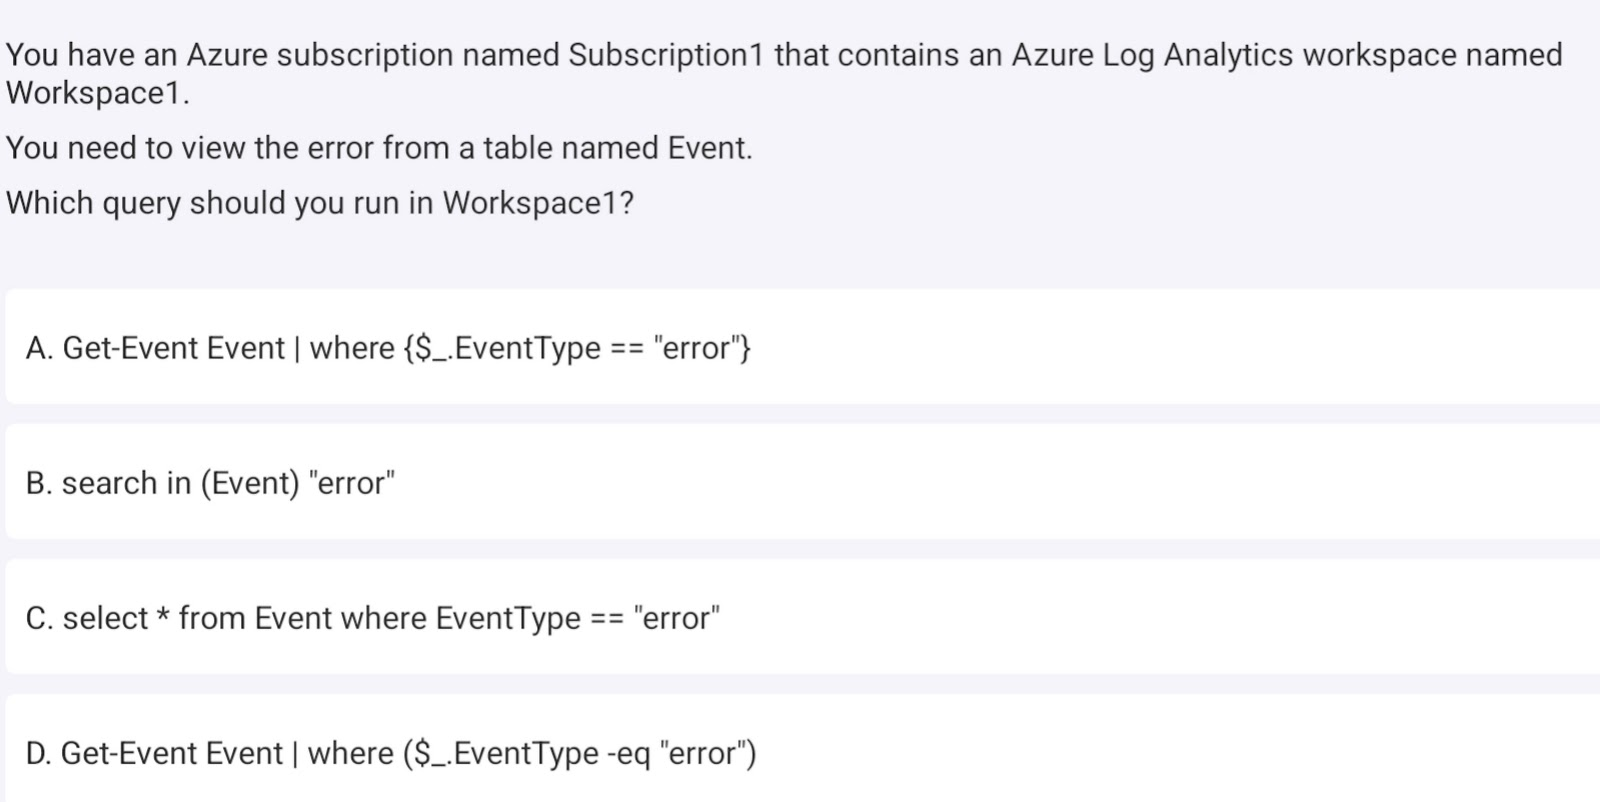 You have an Azure subscription named Subscription1 that contains an Azure Log Analytics workspace named
Workspace1.
You need to view the error from a table named Event.
Which query should you run in Workspace1?
A. Get-Event Event | where {$_.EventType == "error"}
B. search in (Event) "error"
C. select * from Event where EventType == "error"
D. Get-Event Event | where ($_.EventType -eq "error")